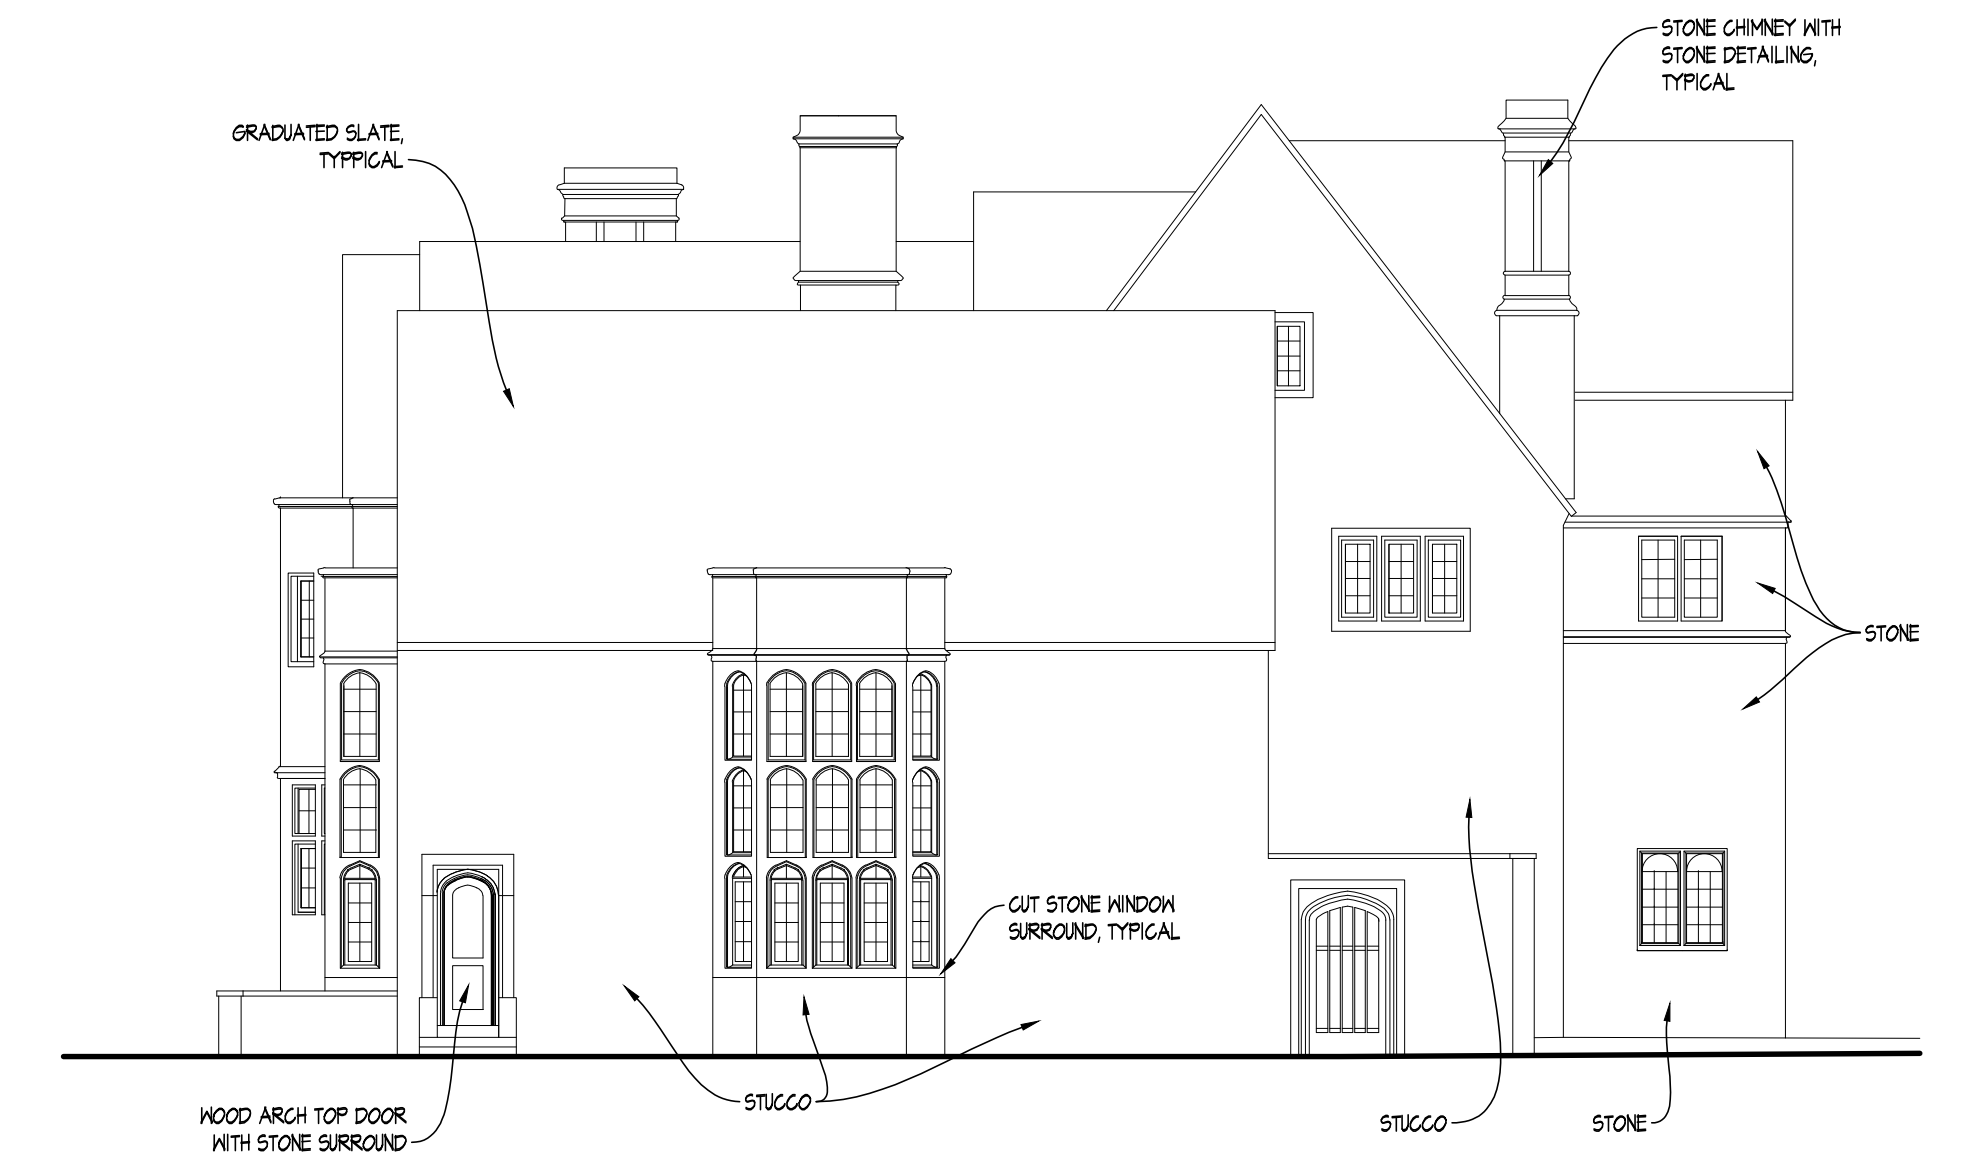 STONE CHIMNEY WITH
STONE DETAILING,
TYPICAL
GRADUATED SLATE,
TYPPICAL
STONE
CUT STONE WINDOW
SURROUND, TYPICAL
STUCCO
WOOD ARCH TOP DOOR
WITH STONE SURROUND
STUCCO
STONE